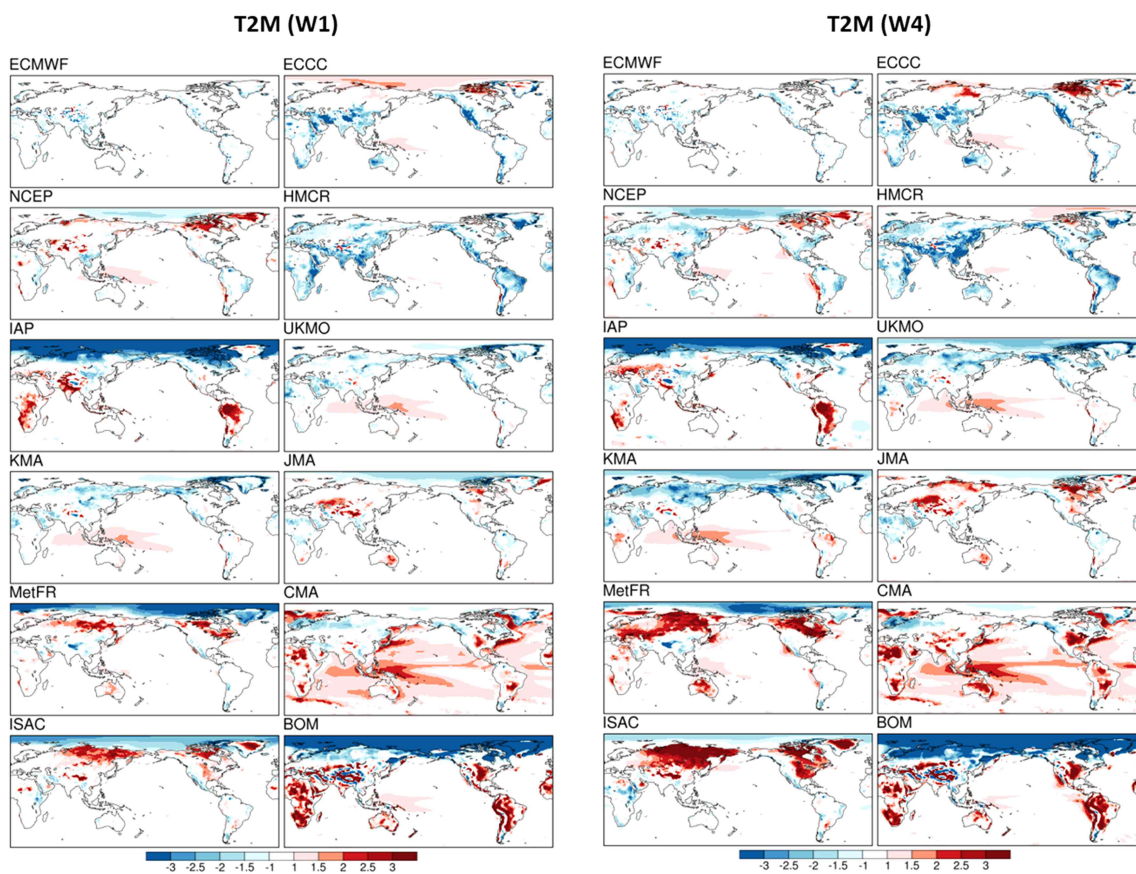 T2M (W1)
T2M (W4)
ECMWF ECCC
NCEP HMCR
IAP UKMO
KMA JMA
MetFR CMA
ISAC BOM
-3 -2.5 -2 -1.5 -1 1 1.5 2 2.5 3
ECMWF ECCC
NCEP HMCR
IAP UKMO
KMA JMA
MetFR CMA
ISAC BOM
-3 -2.5 -2 -1.5 -1 1 1.5 2 2.5 3